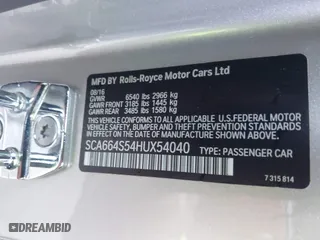 MFD BY Rolls-Royce Motor Cars Ltd
08/16
GVWR 6540 lbs 2966 kg
GAWR FRONT 3185 lbs 1445 kg
GAWR REAR 3485 lbs 1580 kg
THIS VEHICLE CONFORMS TO ALL APPLICABLE
U.S.FEDERAL MOTOR
VEHICLE SAFETY, BUMPER, AND THEFT PREVENTION
STANDARDS IN EFFECT ON THE DATE OF
MANUFACTURE SHOWN ABOVE.
SCA664S54HUX54040 TYPE: PASSENGER CAR
7 315 814
DREAMBID